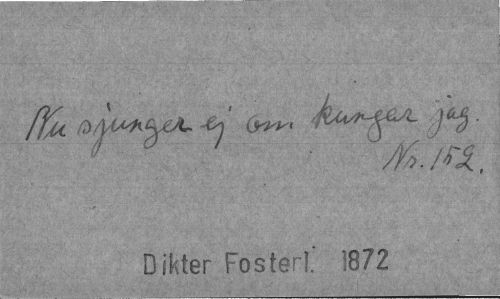 Nu sjunger ej om kungar jag.
Nr. 152.
Dikter Fosterl. 1872